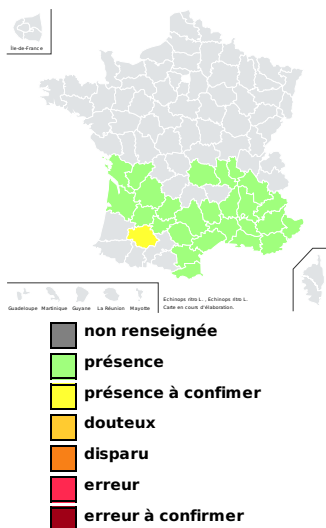 Île-de-France
Guadeloupe Martinique Guyane La Réunion Mayotte
Echinops ritro L. , Echinops ritro L.
Carte en cours d'élaboration.
non renseignée
présence
présence à confimer
douteux
disparu
erreur
erreur à confirmer